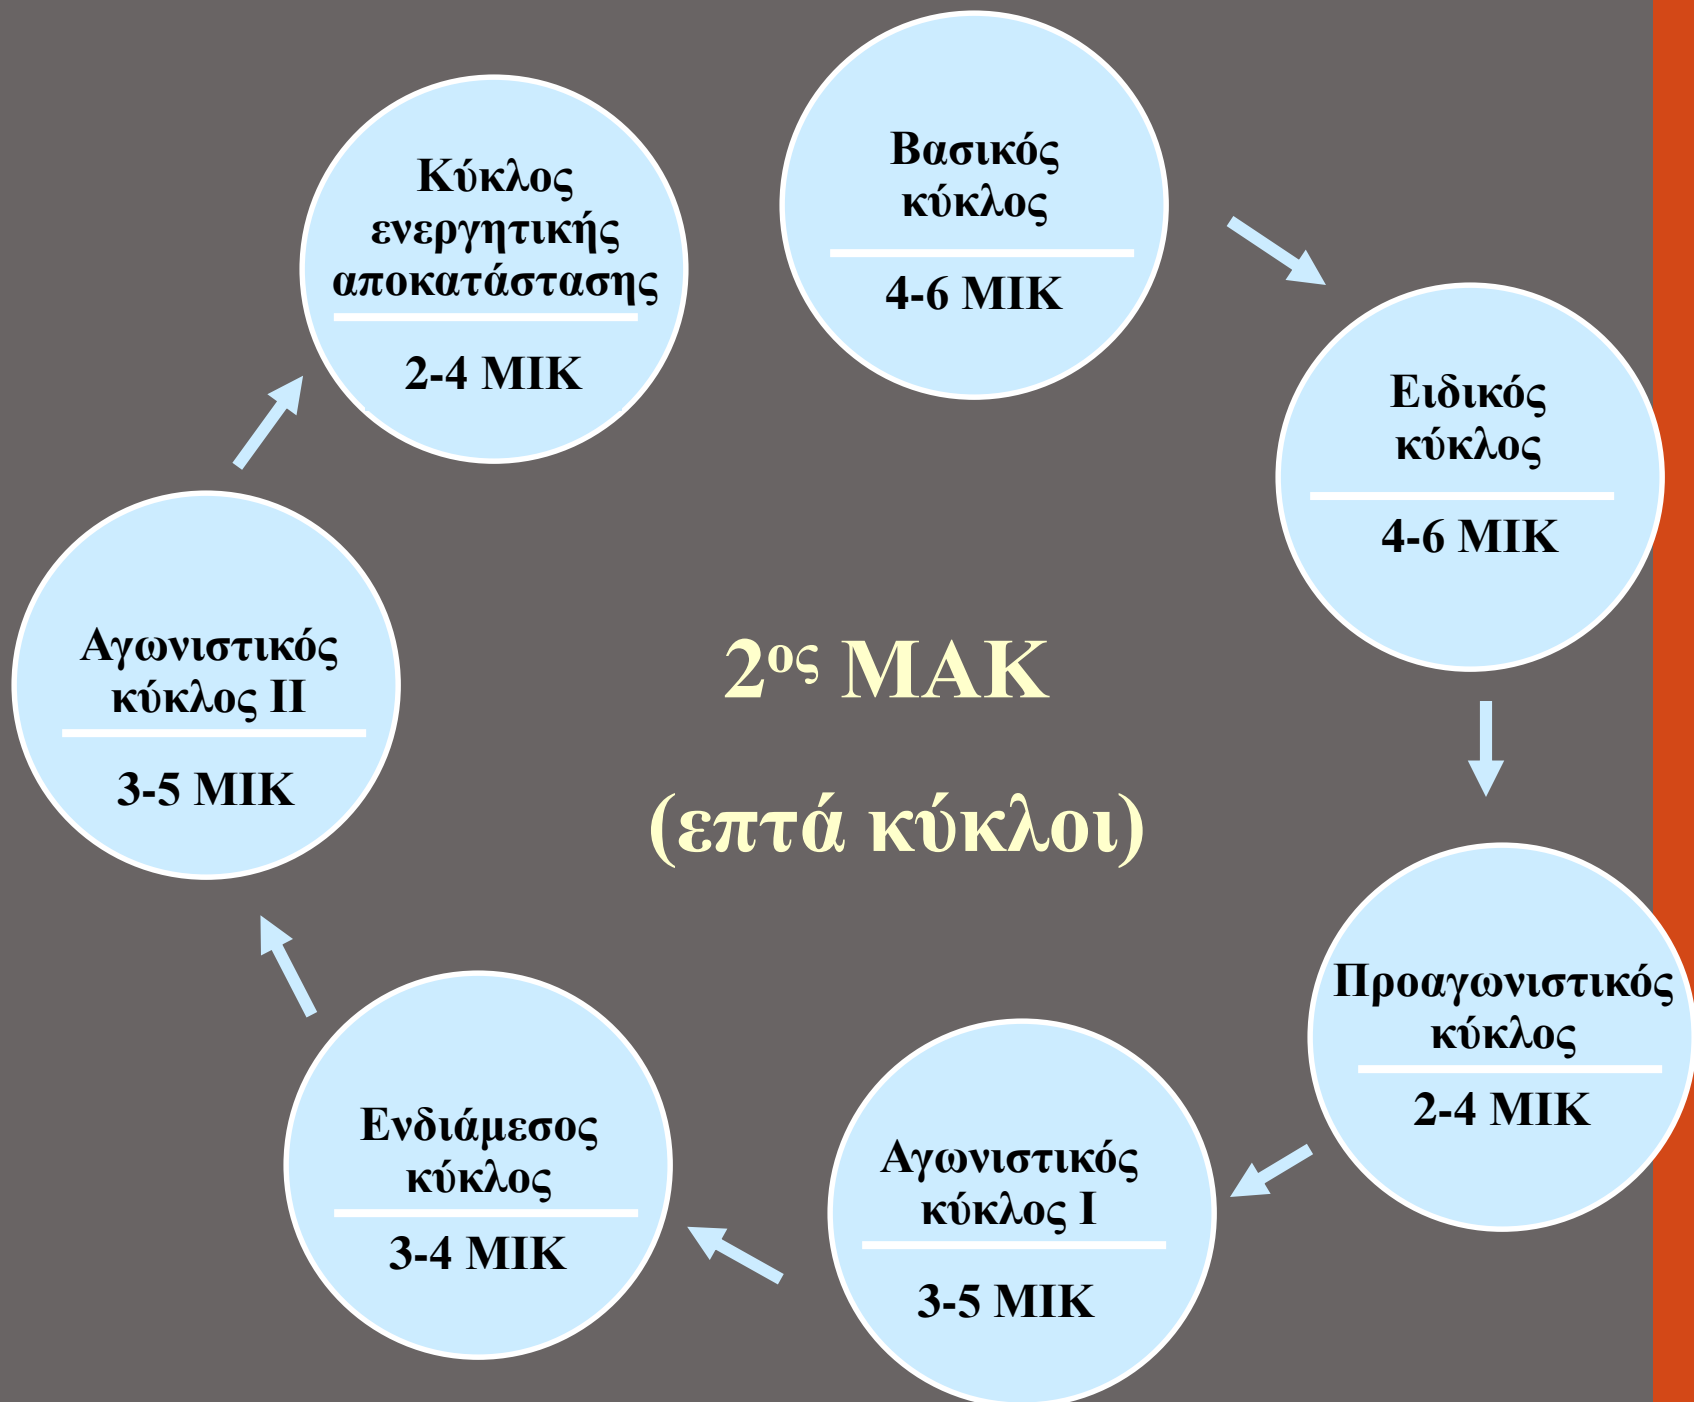 Βασικός
κύκλος
4-6 ΜΙΚ
Ειδικός
κύκλος
4-6 ΜΙΚ
Προαγωνιστικός
κύκλος
2-4 ΜΙΚ
Αγωνιστικός
κύκλος Ι
3-5 ΜΙΚ
Ενδιάμεσος
κύκλος
3-4 ΜΙΚ
Αγωνιστικός
κύκλος ΙΙ
3-5 ΜΙΚ
Κύκλος
ενεργητικής
αποκατάστασης
2-4 ΜΙΚ
2ος ΜΑΚ
(επτά κύκλοι)